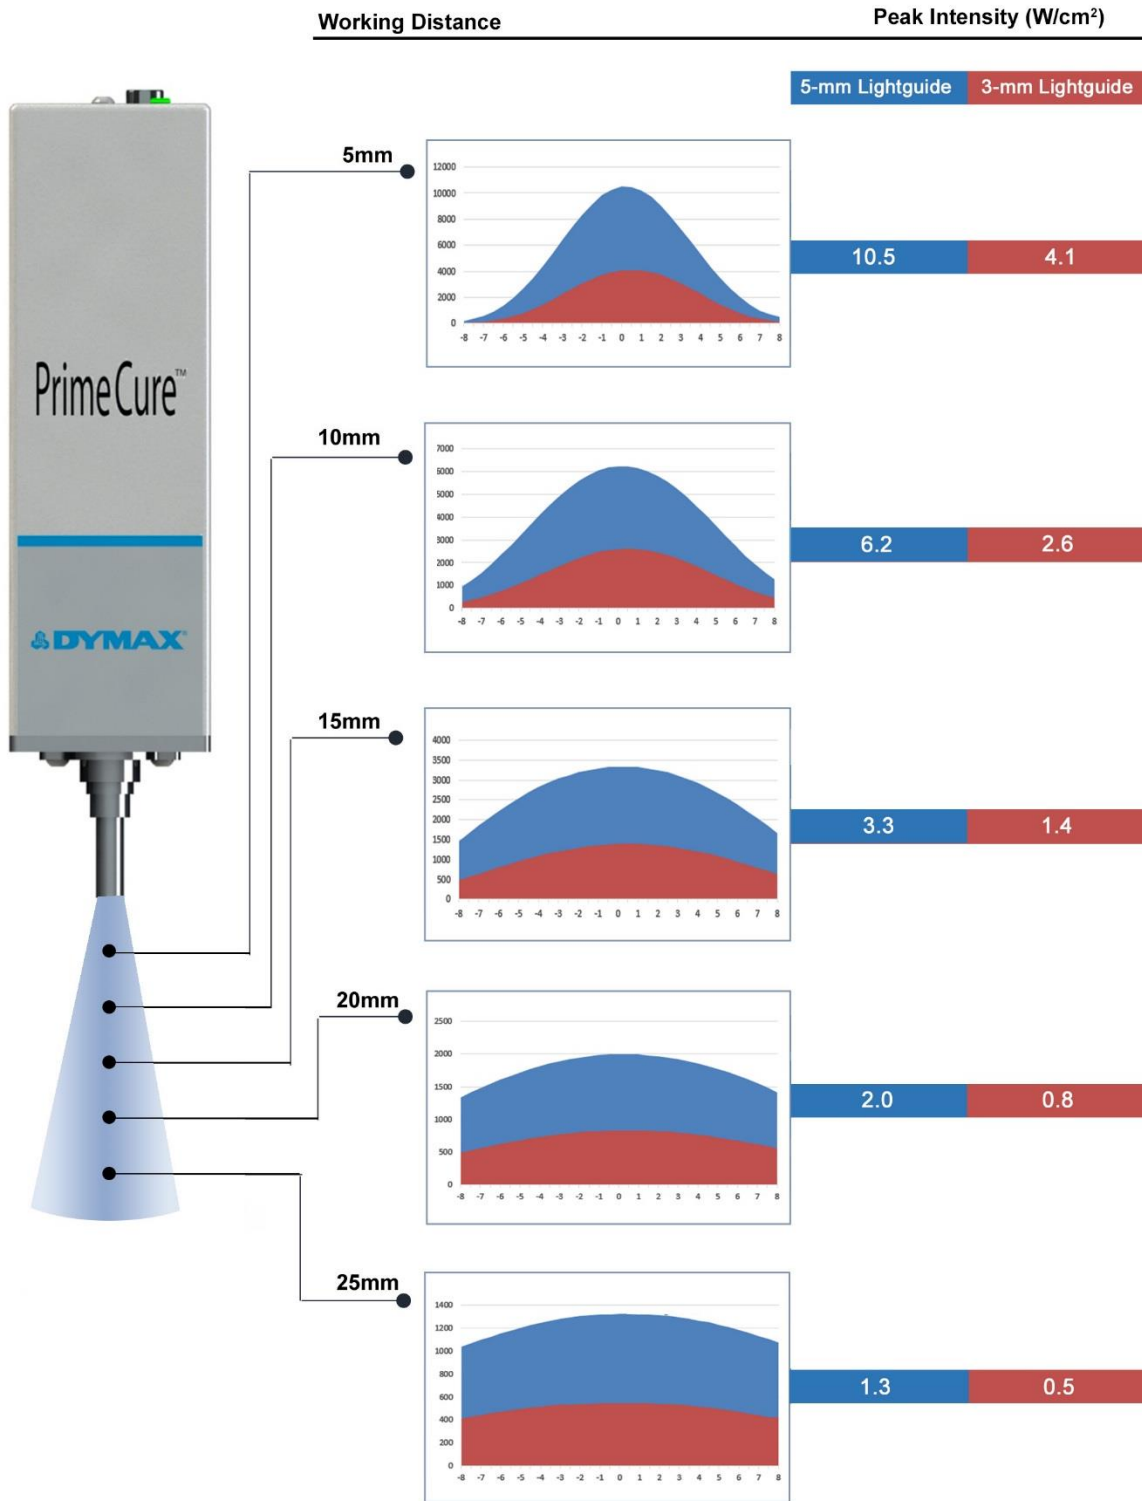 Working Distance
Peak Intensity (W/cm²)
5-mm Lightguide 3-mm Lightguide
5mm
12000
10000
8000
6000
4000
2000
0
-8 -7 -6 -5 -4 -3 -2 -1 0 1 2 3 4 5 6 7 8
10.5 4.1
PrimeCure™
10mm
7000
6000
5000
4000
3000
2000
1000
0
-8 -7 -6 -5 -4 -3 -2 -1 0 1 2 3 4 5 6 7 8
6.2 2.6
DYMAX®
15mm
4000
3500
3000
2500
2000
1500
1000
500
0
-8 -7 -6 -5 -4 -3 -2 -1 0 1 2 3 4 5 6 7 8
3.3 1.4
20mm
2500
2000
1500
1000
500
0
-8 -7 -6 -5 -4 -3 -2 -1 0 1 2 3 4 5 6 7 8
2.0 0.8
25mm
1400
1200
1000
800
600
400
200
0
-8 -7 -6 -5 -4 -3 -2 -1 0 1 2 3 4 5 6 7 8
1.3 0.5